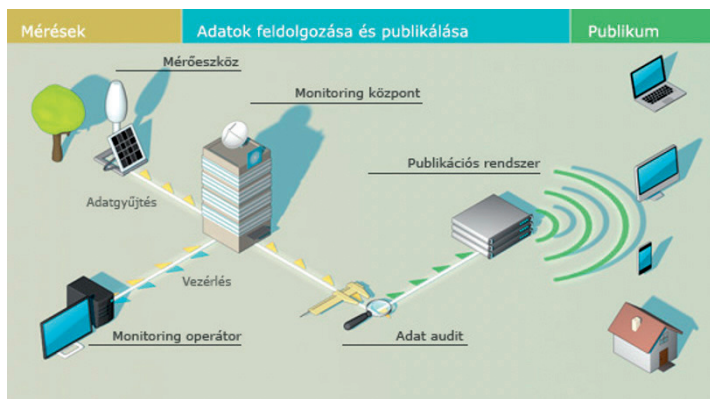 Mérések
Adatok feldolgozása és publikálása
Publikum
Mérőeszköz
Monitoring központ
Publikációs rendszer
Adatgyűjtés
Vezérlés
Monitoring operátor
Adat audit